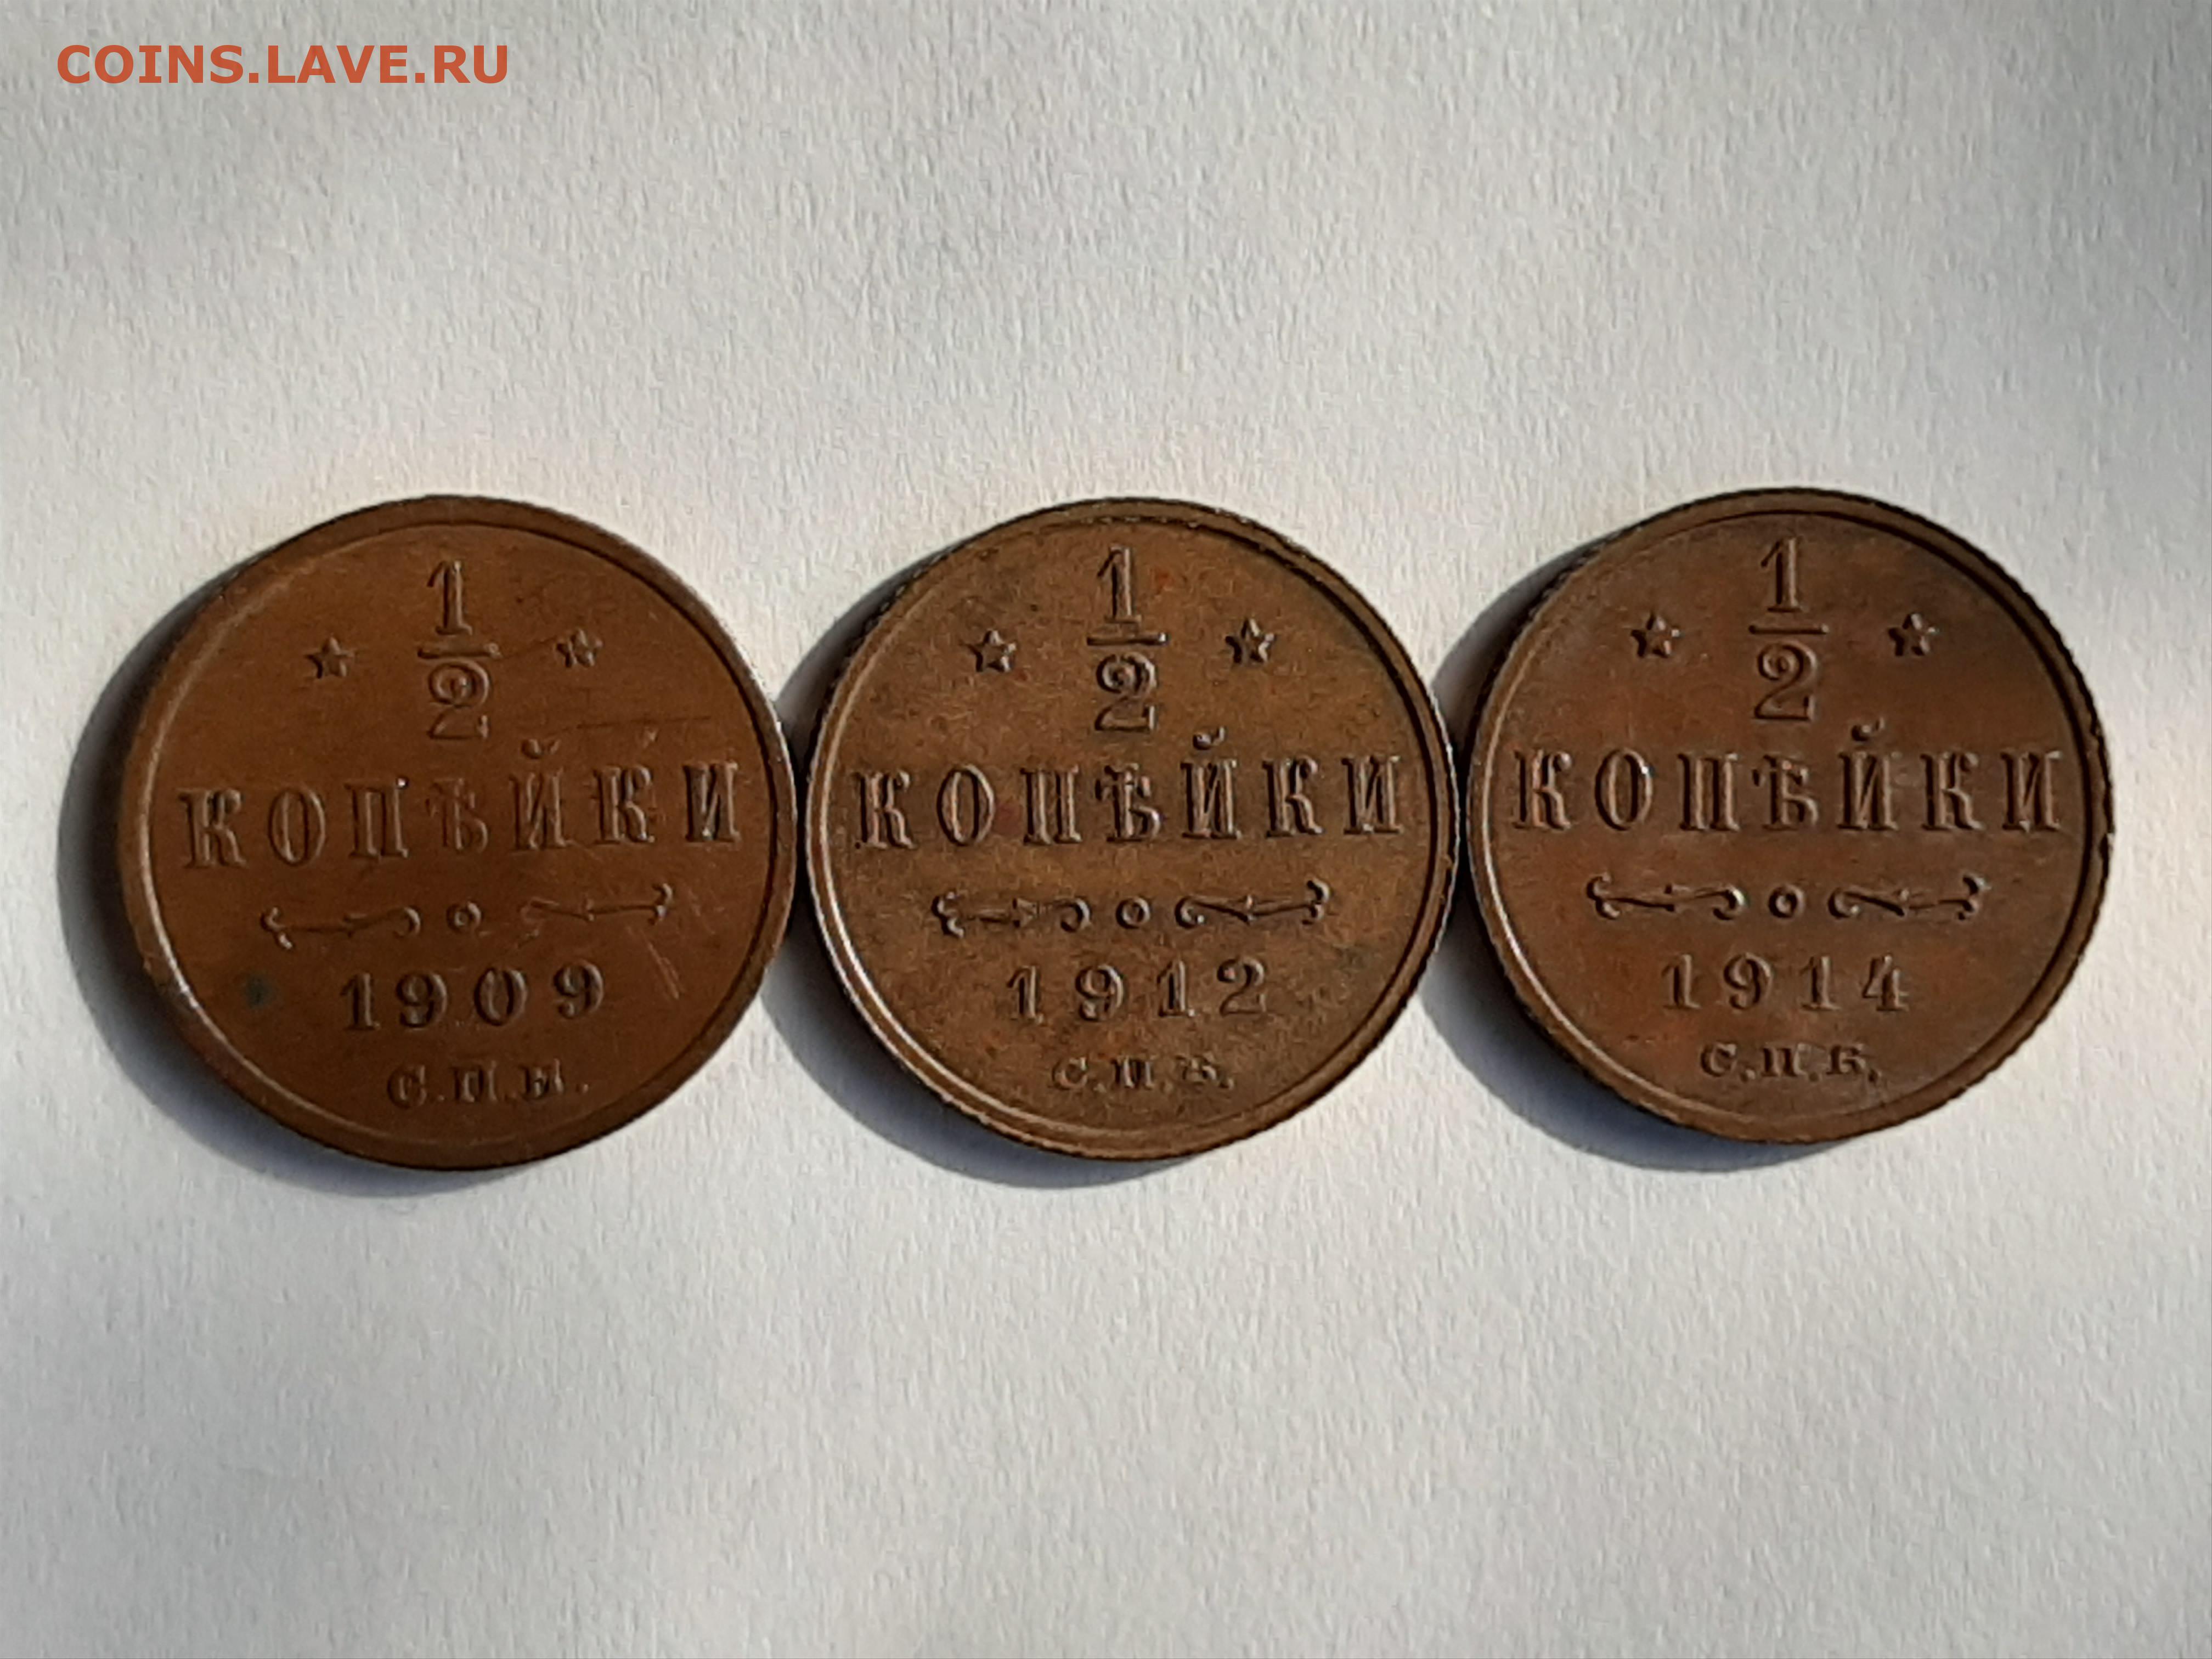 COINS.LAVE.RU
1
2
КОПѢЙКИ
1909
С.П.Б.
1
2
КОПѢЙКИ
1912
С.П.Б.
1
2
КОПѢЙКИ
1914
С.П.Б.